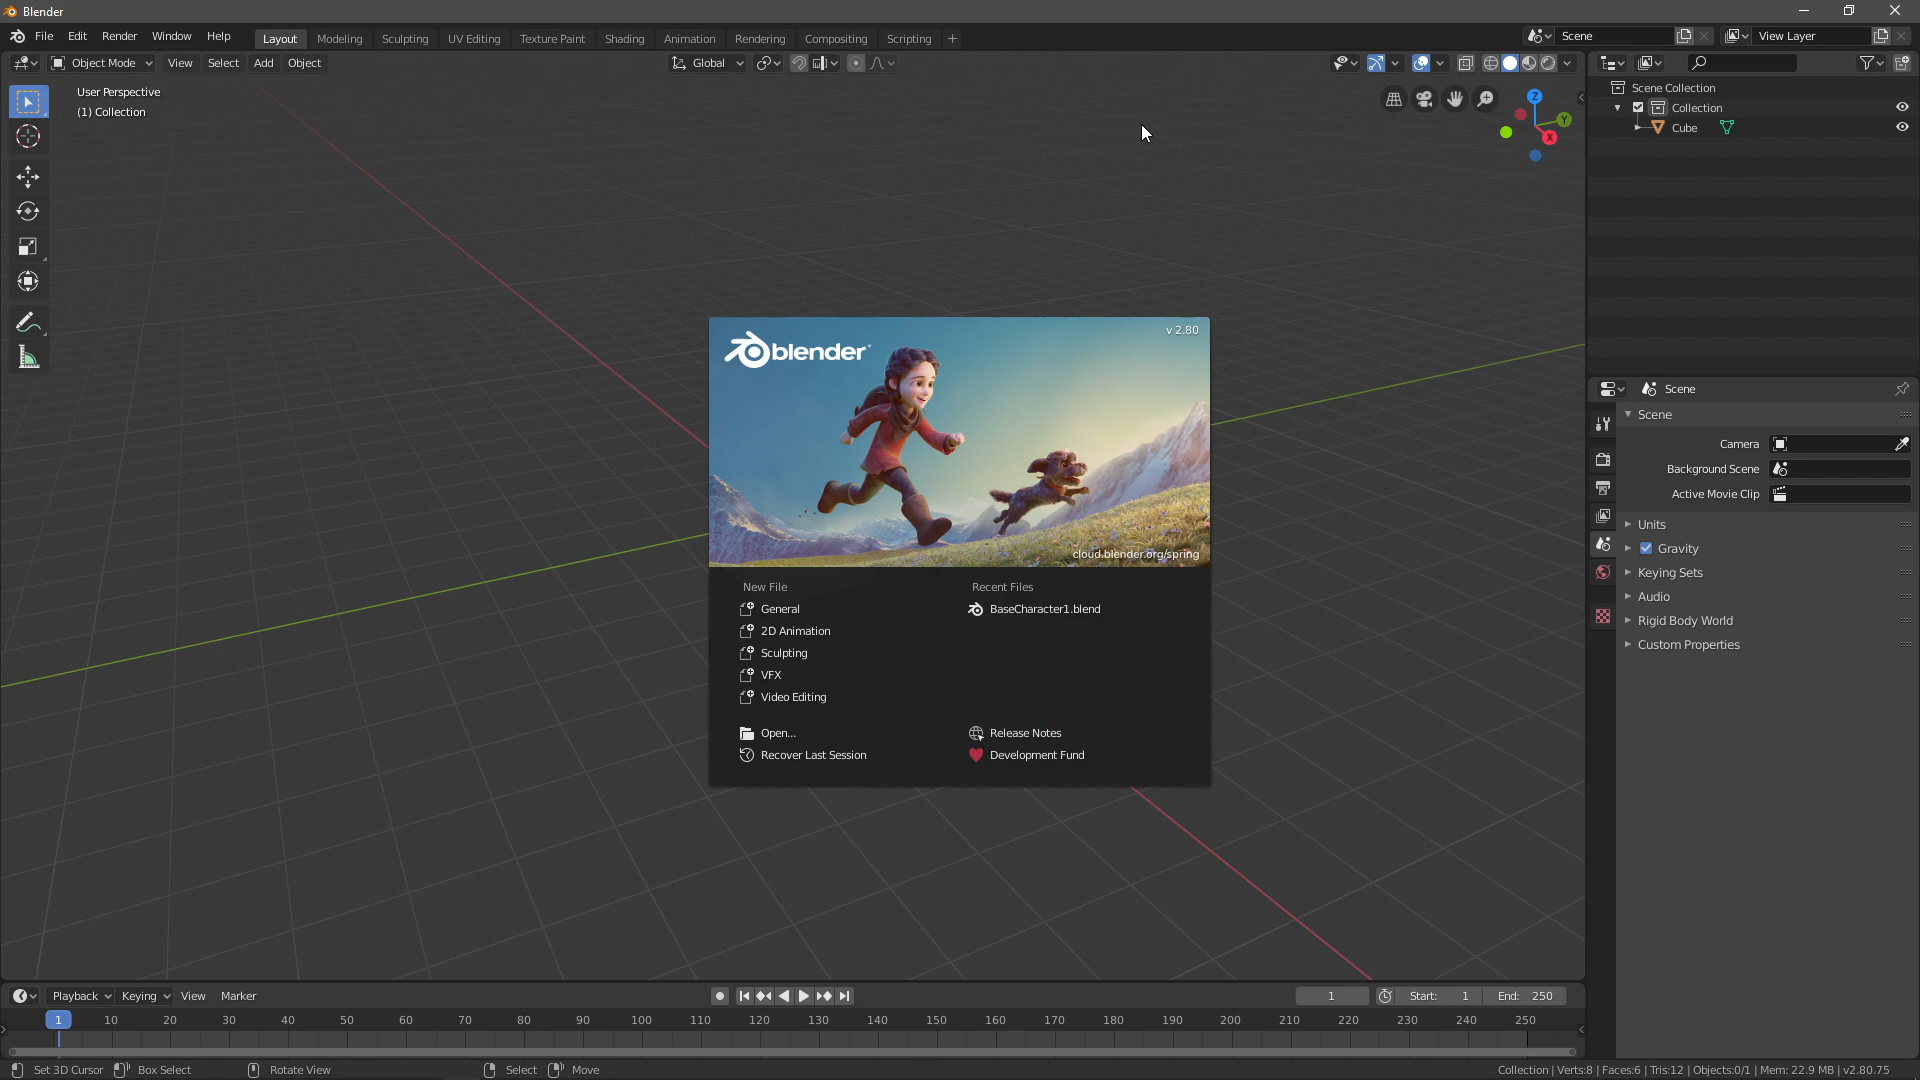 Blender
File Edit Render Window Help Layout Modeling Sculpting UV Editing Texture Paint Shading Animation Rendering Compositing Scripting + Scene View Layer
Object Mode View Select Add Object Global
User Perspective
(1) Collection
Z
Y
X
Scene Collection
Collection
Cube
blender
v 2.80
cloud.blender.org/spring
New File
General
2D Animation
Sculpting
VFX
Video Editing
Open...
Recover Last Session
Recent Files
BaseCharacter1.blend
Release Notes
Development Fund
Scene
Scene
Camera
Background Scene
Active Movie Clip
Units
Gravity
Keying Sets
Audio
Rigid Body World
Custom Properties
Playback Keying View Marker 1 Start: 1 End: 250
1 10 20 30 40 50 60 70 80 90 100 110 120 130 140 150 160 170 180 190 200 210 220 230 240 250
Set 3D Cursor Box Select Rotate View Select Move Collection | Verts:8 | Faces:6 | Tris:12 | Objects:0/1 | Mem: 22.9 MB | v2.80.75